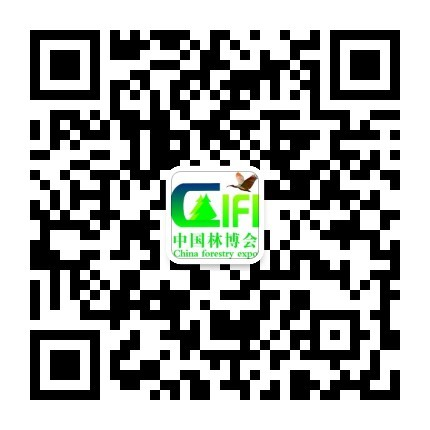 CIFI
中国林博会
China forestry expo